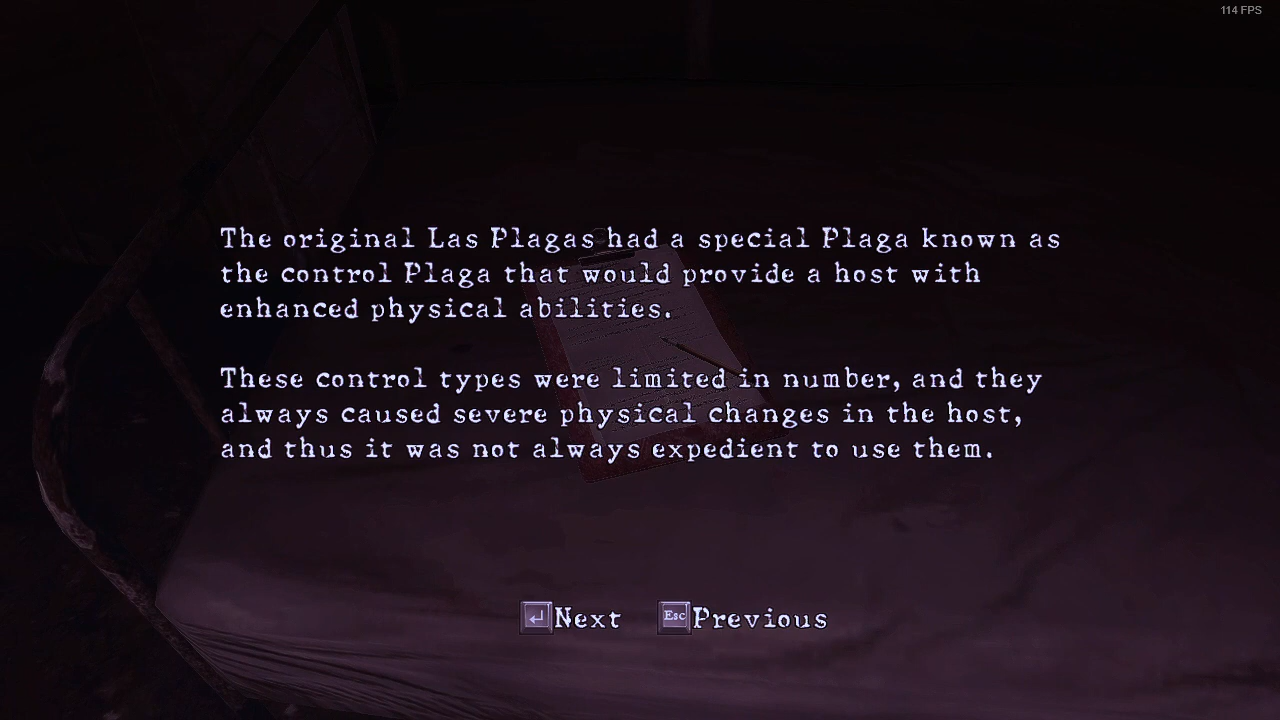 114 FPS
The original Las Plagas had a special Plaga known as
the control Plaga that would provide a host with
enhanced physical abilities.
These control types were limited in number, and they
always caused severe physical changes in the host,
and thus it was not always expedient to use them.
↵ Next Esc Previous